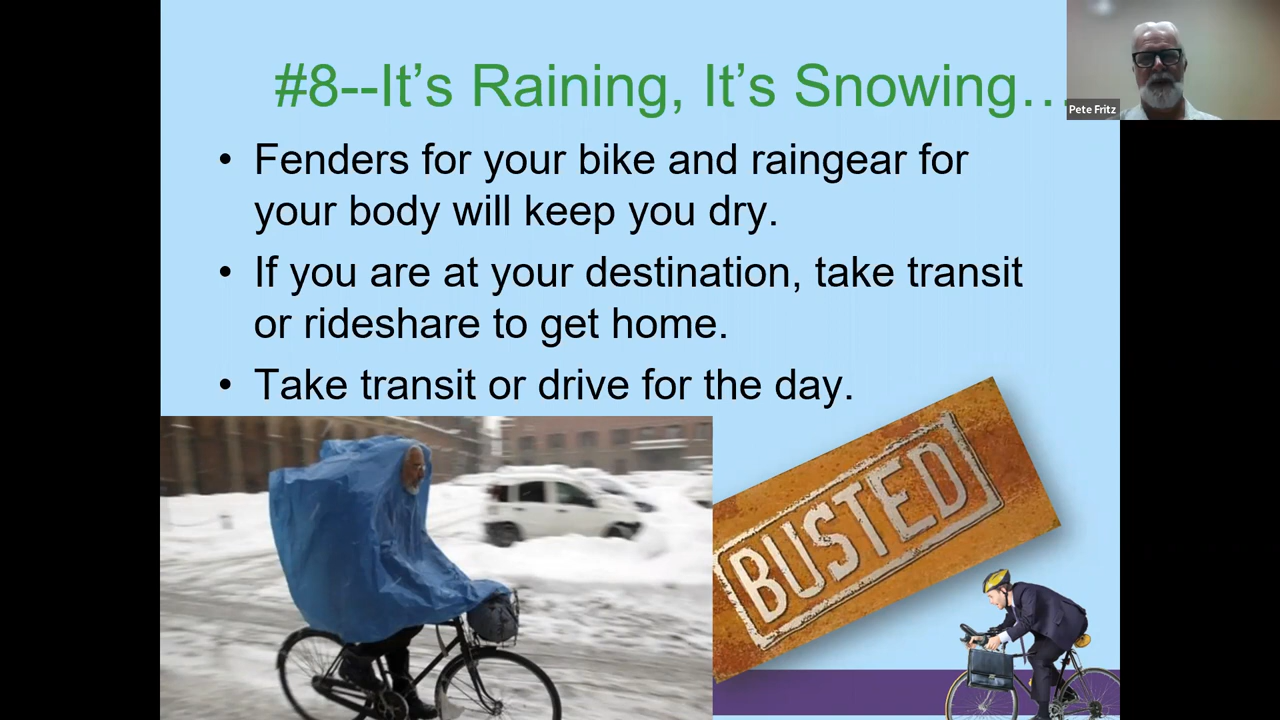 #8--It's Raining, It's Snowing…
Pete Fritz
• Fenders for your bike and raingear for
your body will keep you dry.
• If you are at your destination, take transit
or rideshare to get home.
• Take transit or drive for the day.
BUSTED